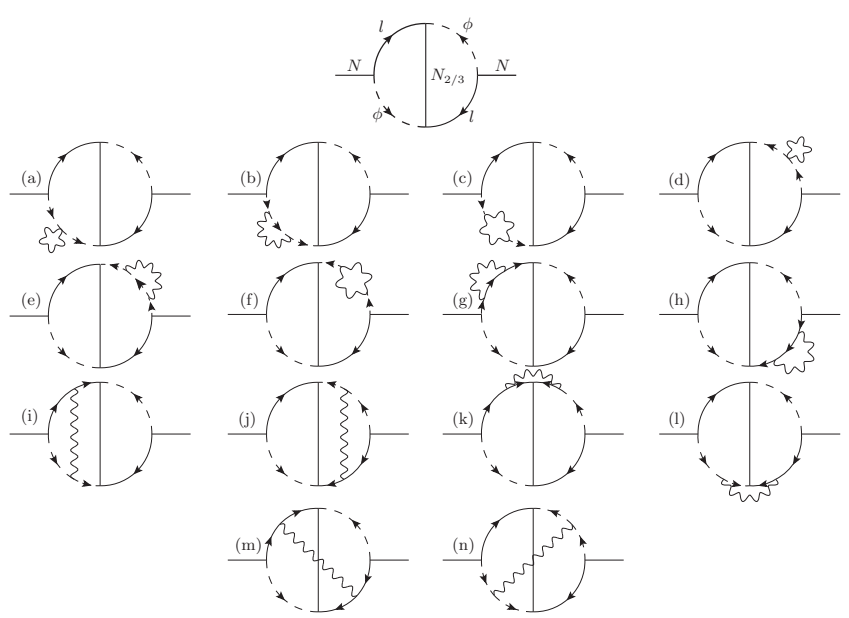 l φ
N N_{2/3} N
φ l
(a) (b) (c) (d)
(e) (f) (g) (h)
(i) (j) (k) (l)
(m) (n)